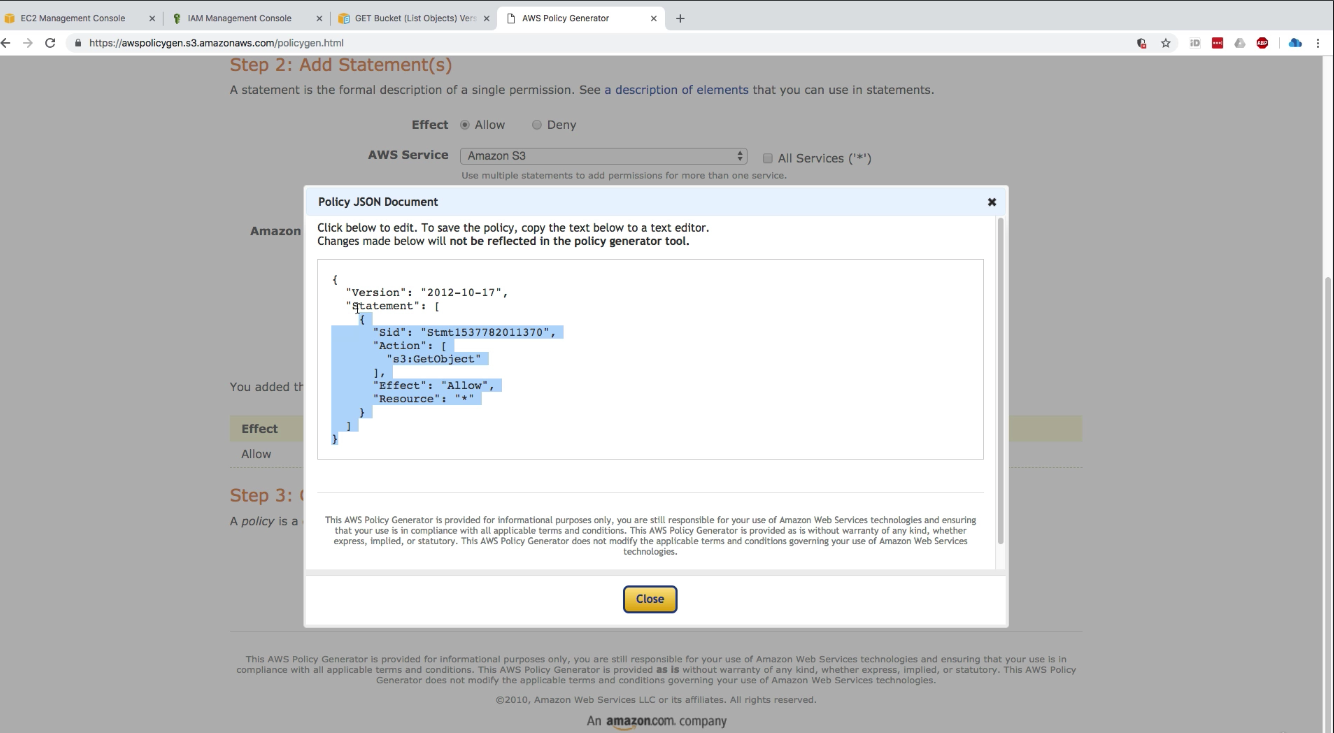 EC2 Management Console
IAM Management Console
GET Bucket (List Objects) Vers
AWS Policy Generator
https://awspolicygen.s3.amazonaws.com/policygen.html
iD
ABP
Step 2: Add Statement(s)
A statement is the formal description of a single permission. See a description of elements that you can use in statements.
Effect Allow Deny
AWS Service Amazon S3 All Services ('*')
Use multiple statements to add permissions for more than one service.
Amazon
You added th
Effect
Allow
Step 3:
A policy is a
Policy JSON Document
Click below to edit. To save the policy, copy the text below to a text editor.
Changes made below will not be reflected in the policy generator tool.
{
"Version": "2012-10-17",
"Statement": [
{
"Sid": "Stmt1537782011370",
"Action": [
"s3:GetObject"
],
"Effect": "Allow",
"Resource": "*"
}
]
}
This AWS Policy Generator is provided for informational purposes only, you are still responsible for your use of Amazon Web Services technologies and ensuring
that your use is in compliance with all applicable terms and conditions. This AWS Policy Generator is provided as is without warranty of any kind, whether
express, implied, or statutory. This AWS Policy Generator does not modify the applicable terms and conditions governing your use of Amazon Web Services
technologies.
Close
This AWS Policy Generator is provided for informational purposes only, you are still responsible for your use of Amazon Web Services technologies and ensuring that your use is in
compliance with all applicable terms and conditions. This AWS Policy Generator is provided as is without warranty of any kind, whether express, implied, or statutory. This AWS Policy
Generator does not modify the applicable terms and conditions governing your use of Amazon Web Services technologies.
©2010, Amazon Web Services LLC or its affiliates. All rights reserved.
An amazon.com. company